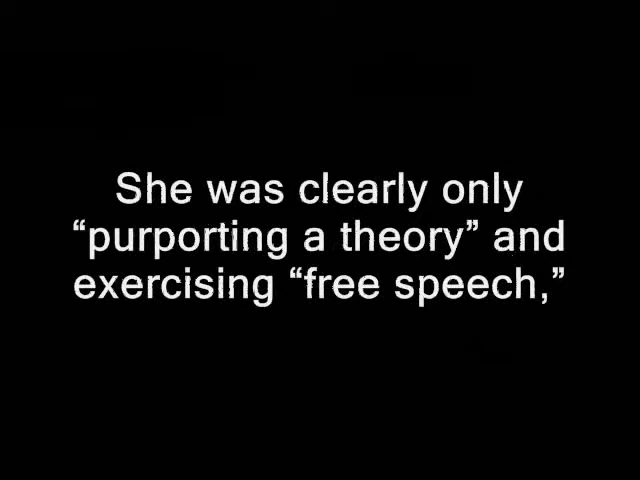 She was clearly only
“purporting a theory” and
exercising “free speech,”